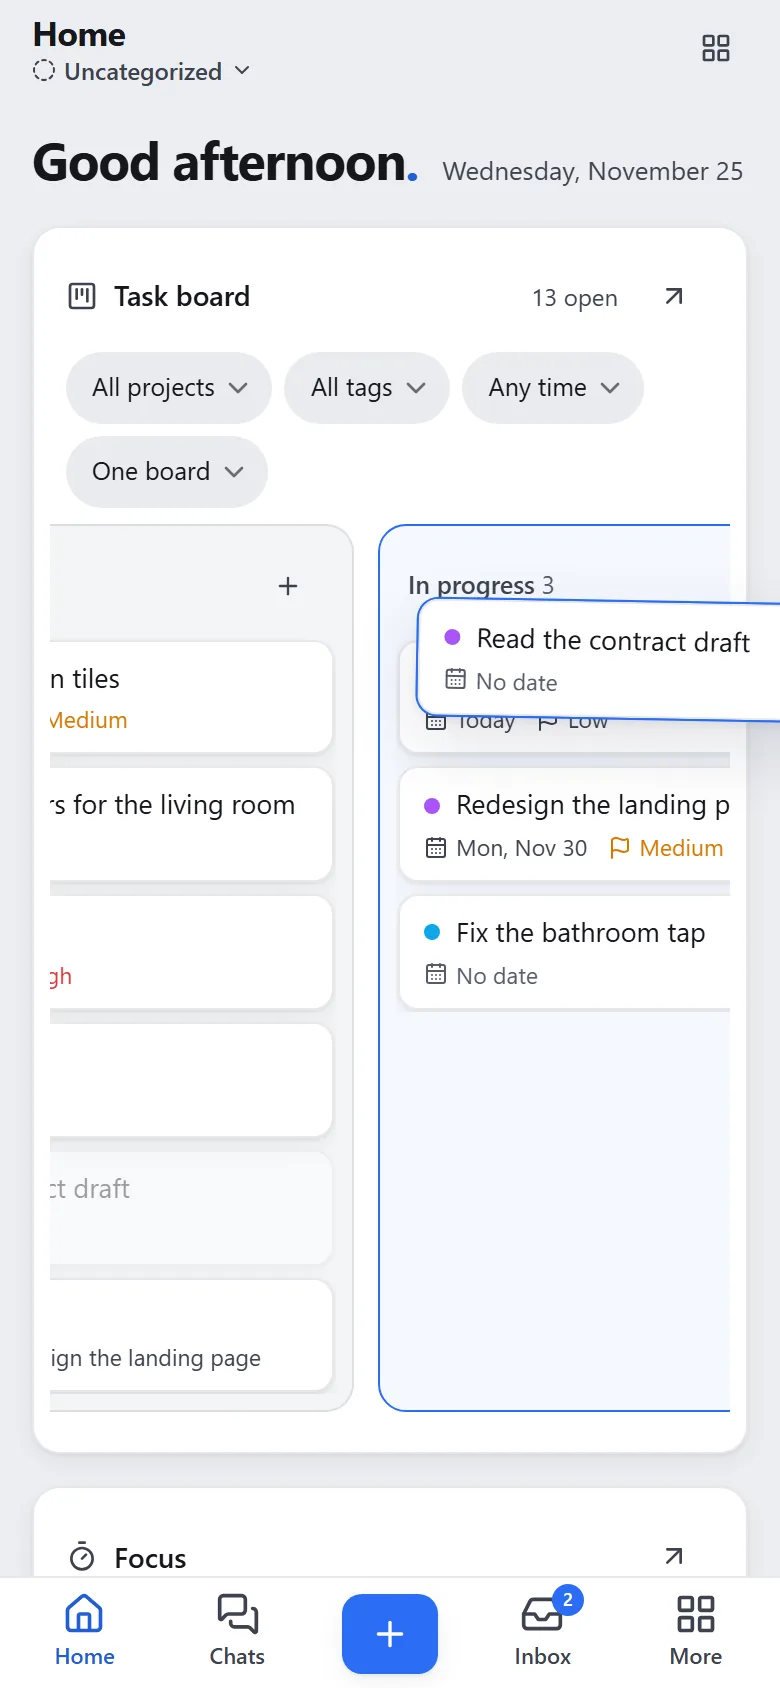 Home
Uncategorized
Good afternoon. Wednesday, November 25
Task board
13 open
All projects
All tags
Any time
One board
In progress 3
Read the contract draft
No date
n tiles
Medium
Today Low
rs for the living room
Redesign the landing p
Mon, Nov 30 Medium
gh
Fix the bathroom tap
No date
ct draft
ign the landing page
Focus
Home
Chats
2
Inbox
More